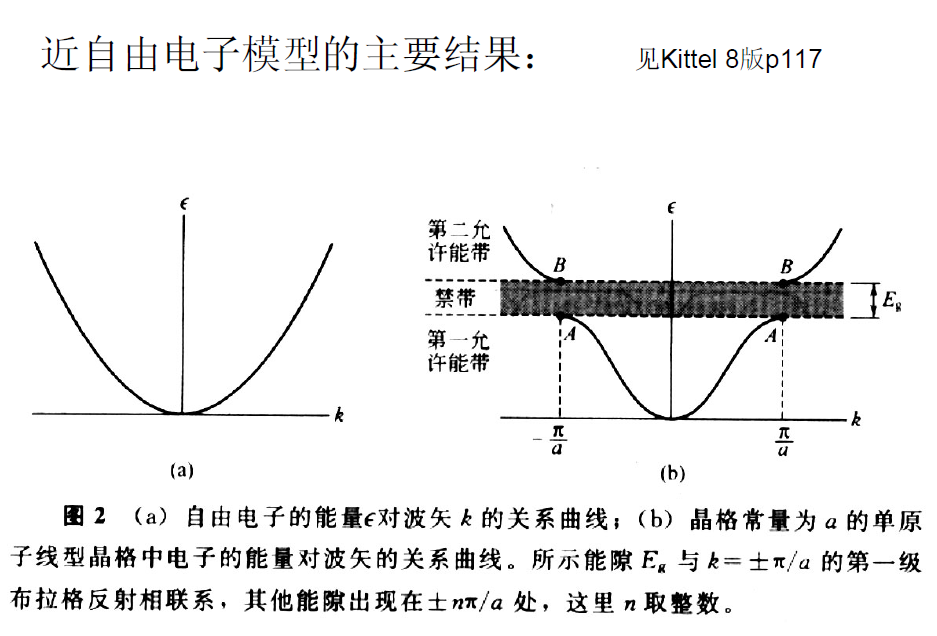 近自由电子模型的主要结果：
见Kittel 8版p117
ϵ
k
(a)
ϵ
第二允
许能带
B
B
禁带
E_g
第一允
许能带
A
A
k
-π/a
π/a
(b)
图 2 （a）自由电子的能量ϵ对波矢 k 的关系曲线；（b）晶格常量为 a 的单原
子线型晶格中电子的能量对波矢的关系曲线。所示能隙 E_g 与 k=±π/a 的第一级
布拉格反射相联系，其他能隙出现在±nπ/a 处，这里 n 取整数。